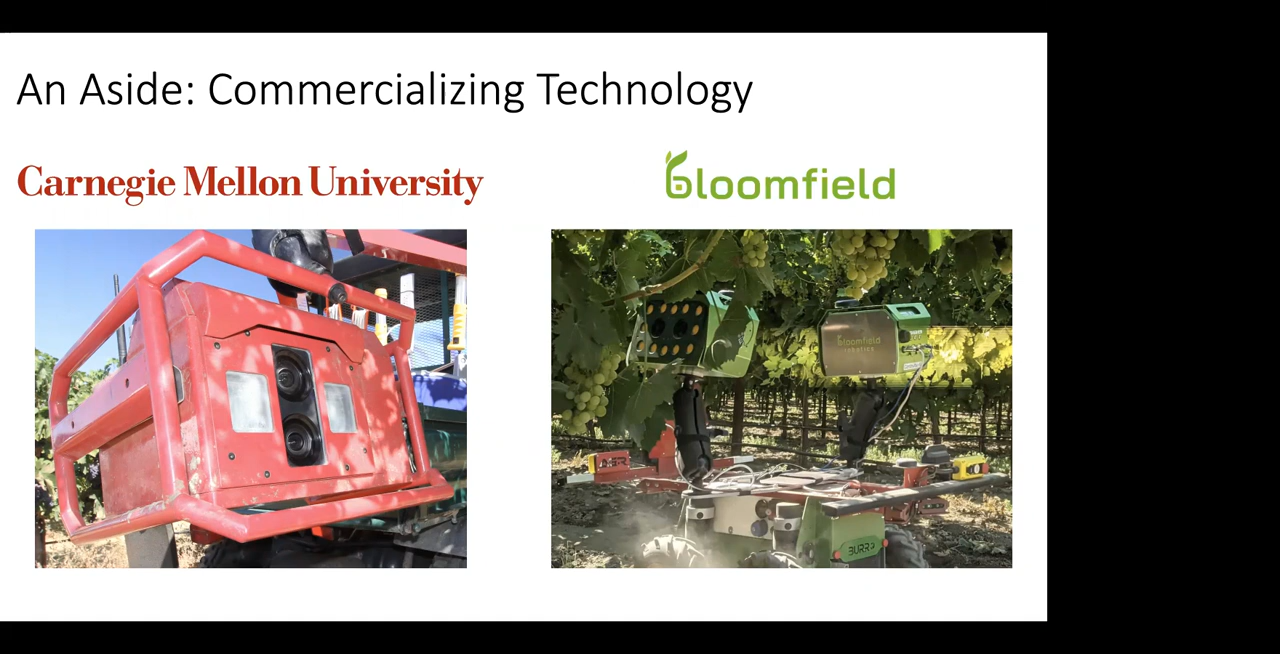 An Aside: Commercializing Technology
Carnegie Mellon University
bloomfield
bloomfield
robotics
BURRO